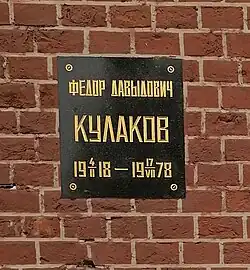 ФЕДОР ДАВЫДОВИЧ
КУЛАКОВ
19 4/II 18 — 19 17/VII 78